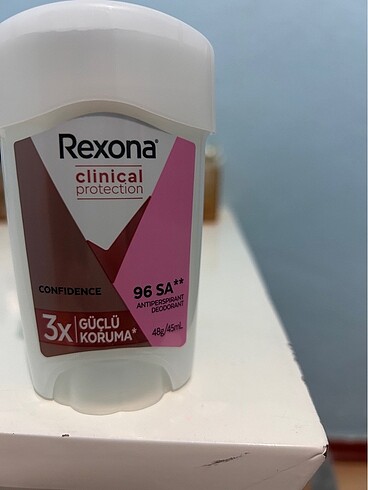 Rexona®
clinical
protection
CONFIDENCE
96 SA**
ANTIPERSPIRANT
DEODORANT
3x GÜÇLÜ
KORUMA*
48g/45mL